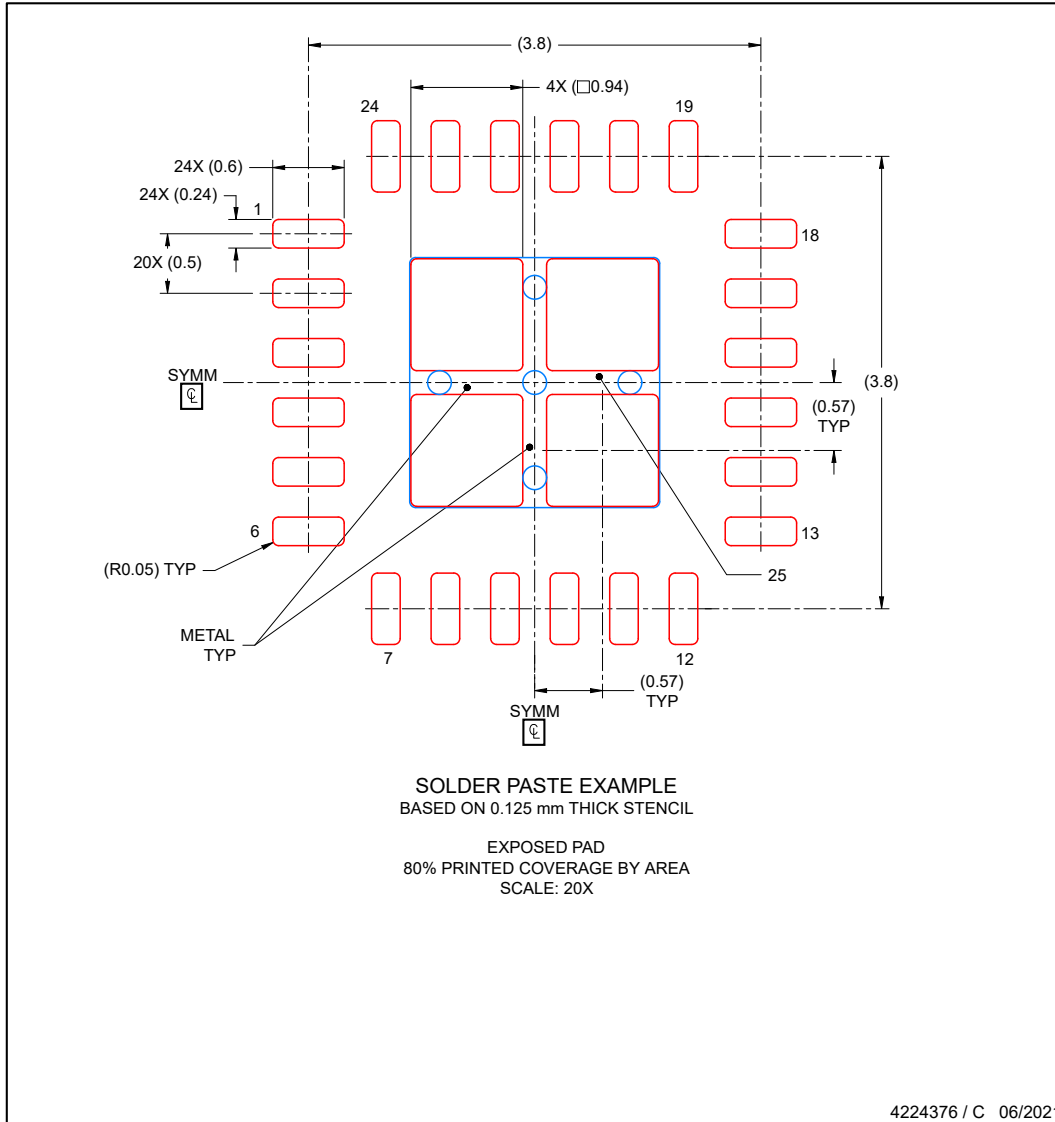 (3.8)
4X (□0.94)
24
19
24X (0.6)
24X (0.24)
1
18
20X (0.5)
SYMM
℄
(3.8)
(0.57)
TYP
6
13
(R0.05) TYP
25
METAL
TYP
7
12
(0.57)
TYP
SYMM
℄
SOLDER PASTE EXAMPLE
BASED ON 0.125 mm THICK STENCIL
EXPOSED PAD
80% PRINTED COVERAGE BY AREA
SCALE: 20X
4224376 / C 06/2021